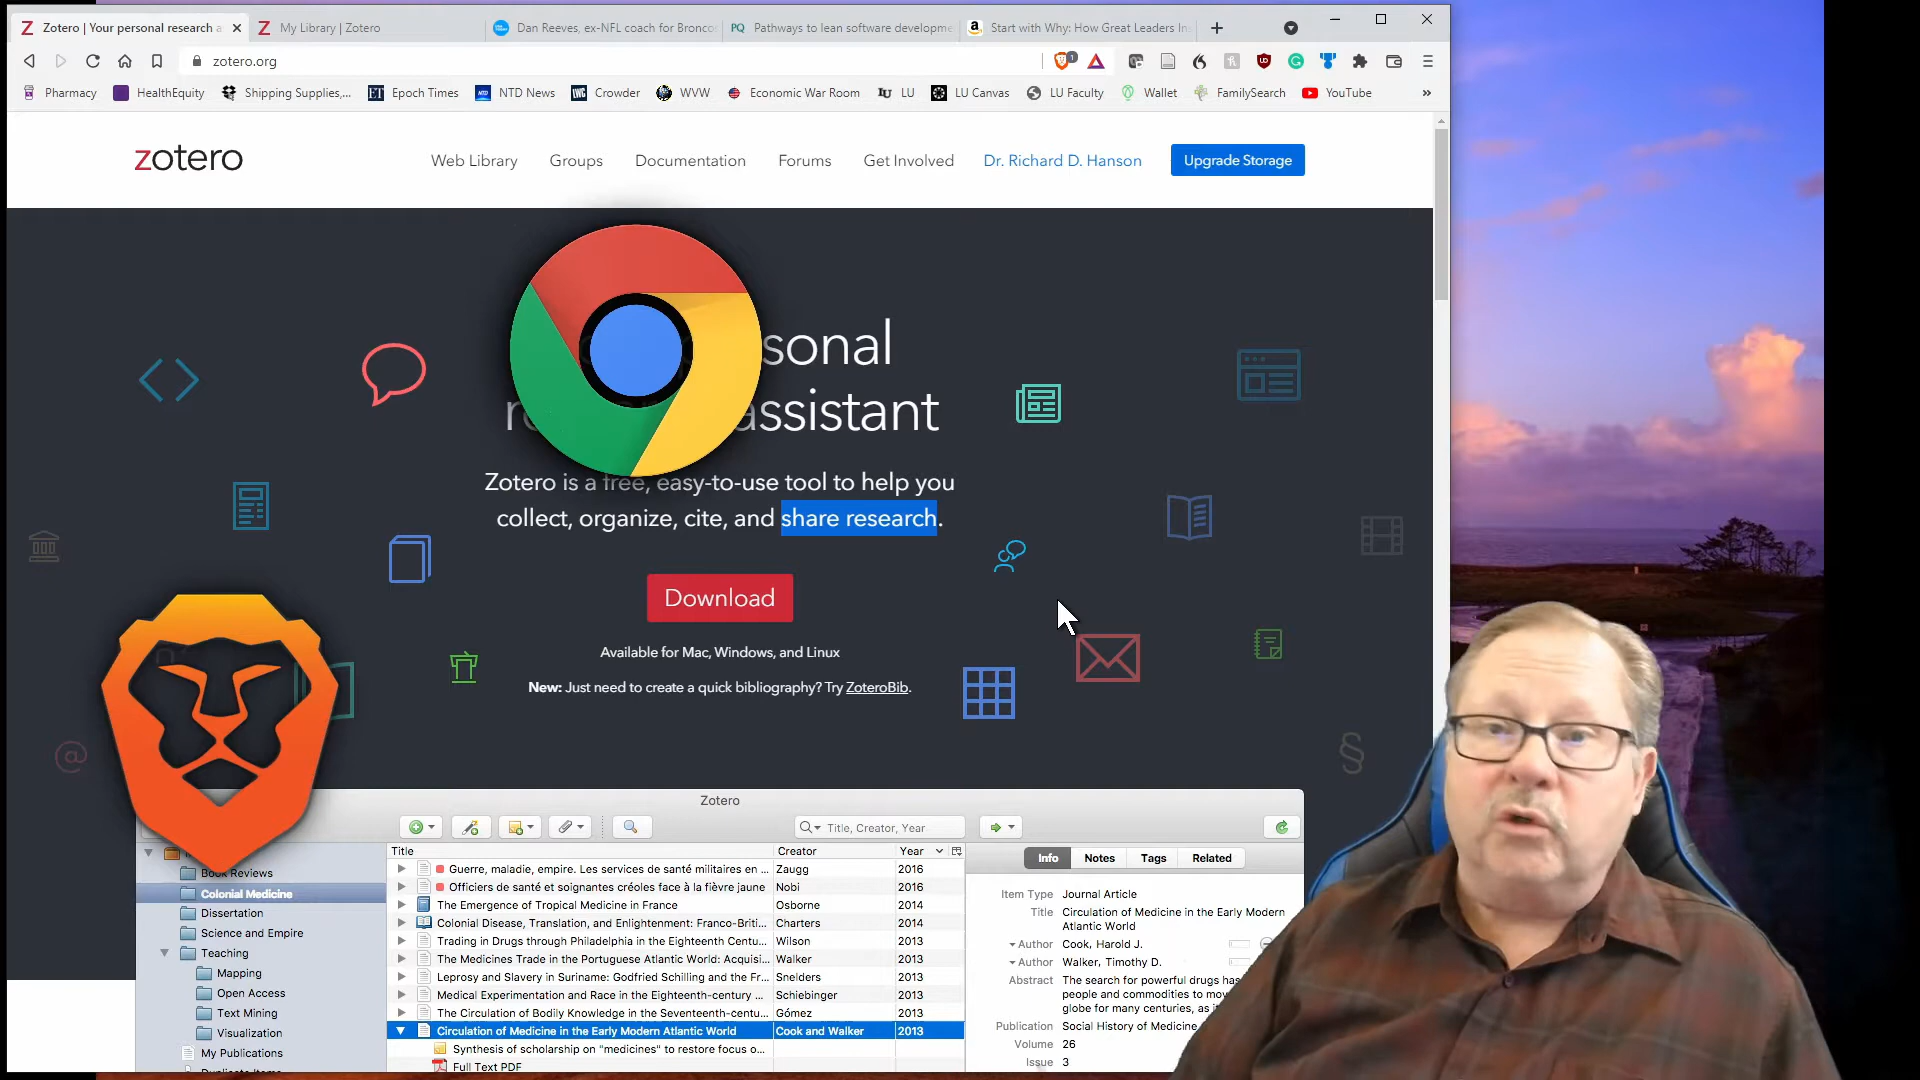 Zotero | Your personal research a
My Library | Zotero
Dan Reeves, ex-NFL coach for Bronco
Pathways to lean software developme
Start with Why: How Great Leaders In
zotero.org
Pharmacy
HealthEquity
Shipping Supplies,...
Epoch Times
NTD News
Crowder
WVW
Economic War Room
LU
LU Canvas
LU Faculty
Wallet
FamilySearch
YouTube
zotero
Web Library
Groups
Documentation
Forums
Get Involved
Dr. Richard D. Hanson
Upgrade Storage
sonal
assistant
Zotero is a free, easy-to-use tool to help you
collect, organize, cite, and share research.
Download
Available for Mac, Windows, and Linux
New: Just need to create a quick bibliography? Try ZoteroBib.
Zotero
Title, Creator, Year
Title Creator Year
Book Reviews
Colonial Medicine
Dissertation
Science and Empire
Teaching
Mapping
Open Access
Text Mining
Visualization
My Publications
Guerre, maladie, empire. Les services de santé militaires en ... Zaugg 2016
Officiers de santé et soignantes créoles face à la fièvre jaune Nobi 2016
The Emergence of Tropical Medicine in France Osborne 2014
Colonial Disease, Translation, and Enlightenment: Franco-Briti... Charters 2014
Trading in Drugs through Philadelphia in the Eighteenth Centu... Wilson 2013
The Medicines Trade in the Portuguese Atlantic World: Acquisi... Walker 2013
Leprosy and Slavery in Suriname: Godfried Schilling and the Fr... Snelders 2013
Medical Experimentation and Race in the Eighteenth-century ... Schiebinger 2013
The Circulation of Bodily Knowledge in the Seventeenth-centu... Gómez 2013
Circulation of Medicine in the Early Modern Atlantic World Cook and Walker 2013
Synthesis of scholarship on "medicines" to restore focus o...
Full Text PDF
Info
Notes
Tags
Related
Item Type Journal Article
Title Circulation of Medicine in the Early Modern
Atlantic World
Author Cook, Harold J.
Author Walker, Timothy D.
Abstract The search for powerful drugs has
people and commodities to mov
globe for many centuries, as i
Publication Social History of Medicine
Volume 26
Issue 3